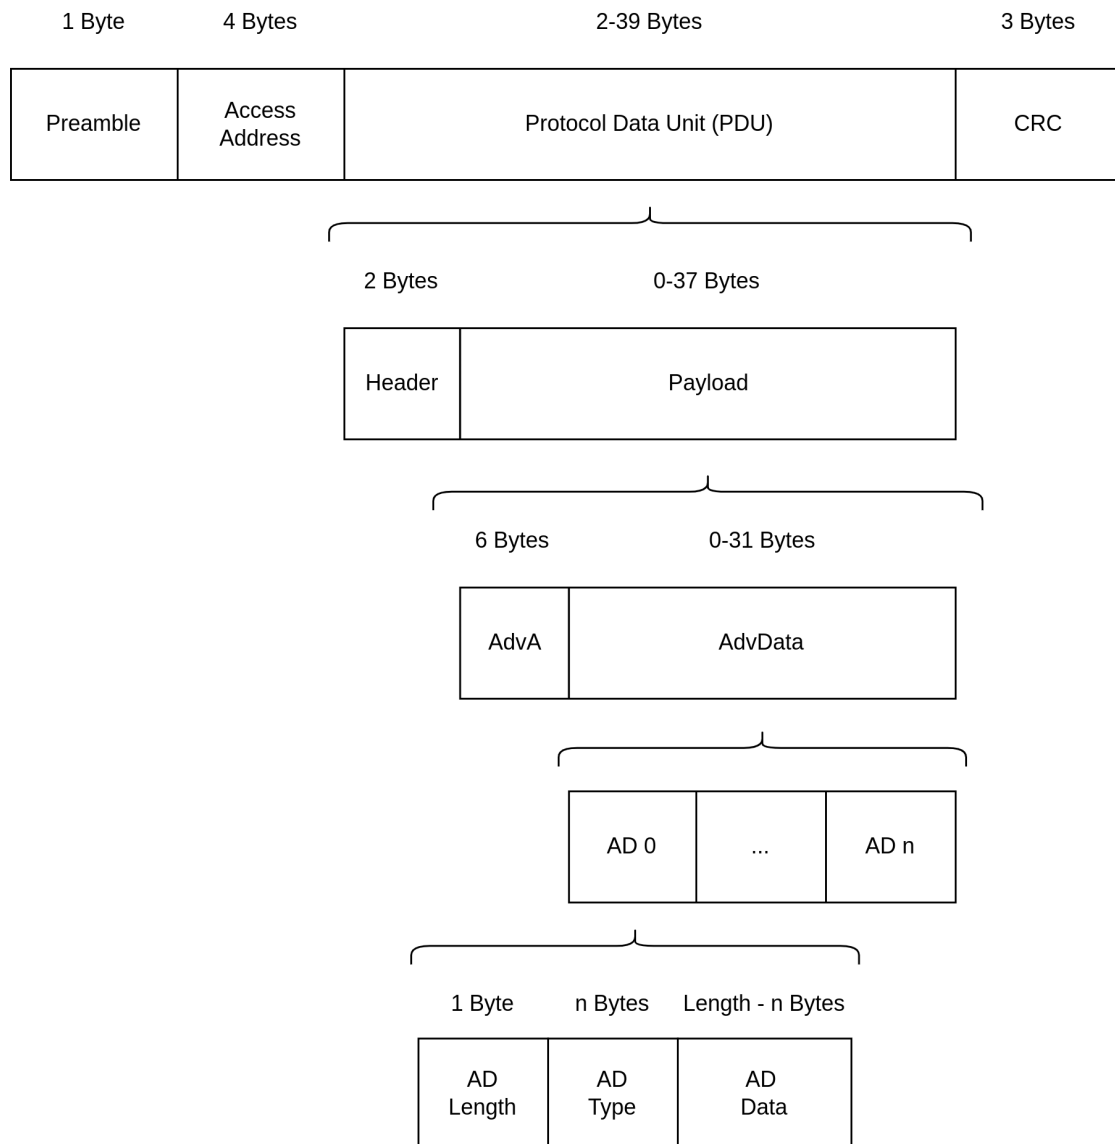 1 Byte 4 Bytes 2-39 Bytes 3 Bytes
Preamble Access Address Protocol Data Unit (PDU) CRC
2 Bytes 0-37 Bytes
Header Payload
6 Bytes 0-31 Bytes
AdvA AdvData
AD 0 ... AD n
1 Byte n Bytes Length - n Bytes
AD Length AD Type AD Data